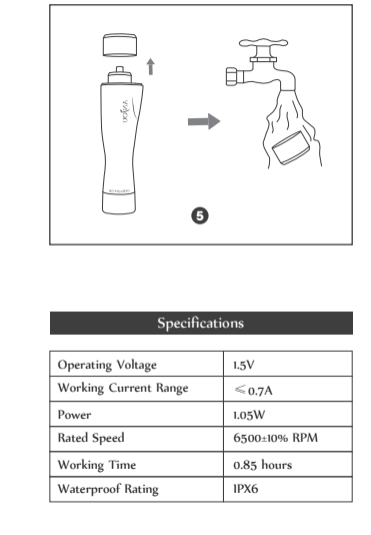 5
Specifications
Operating Voltage 1.5V
Working Current Range ≤0.7A
Power 1.05W
Rated Speed 6500±10% RPM
Working Time 0.85 hours
Waterproof Rating IPX6